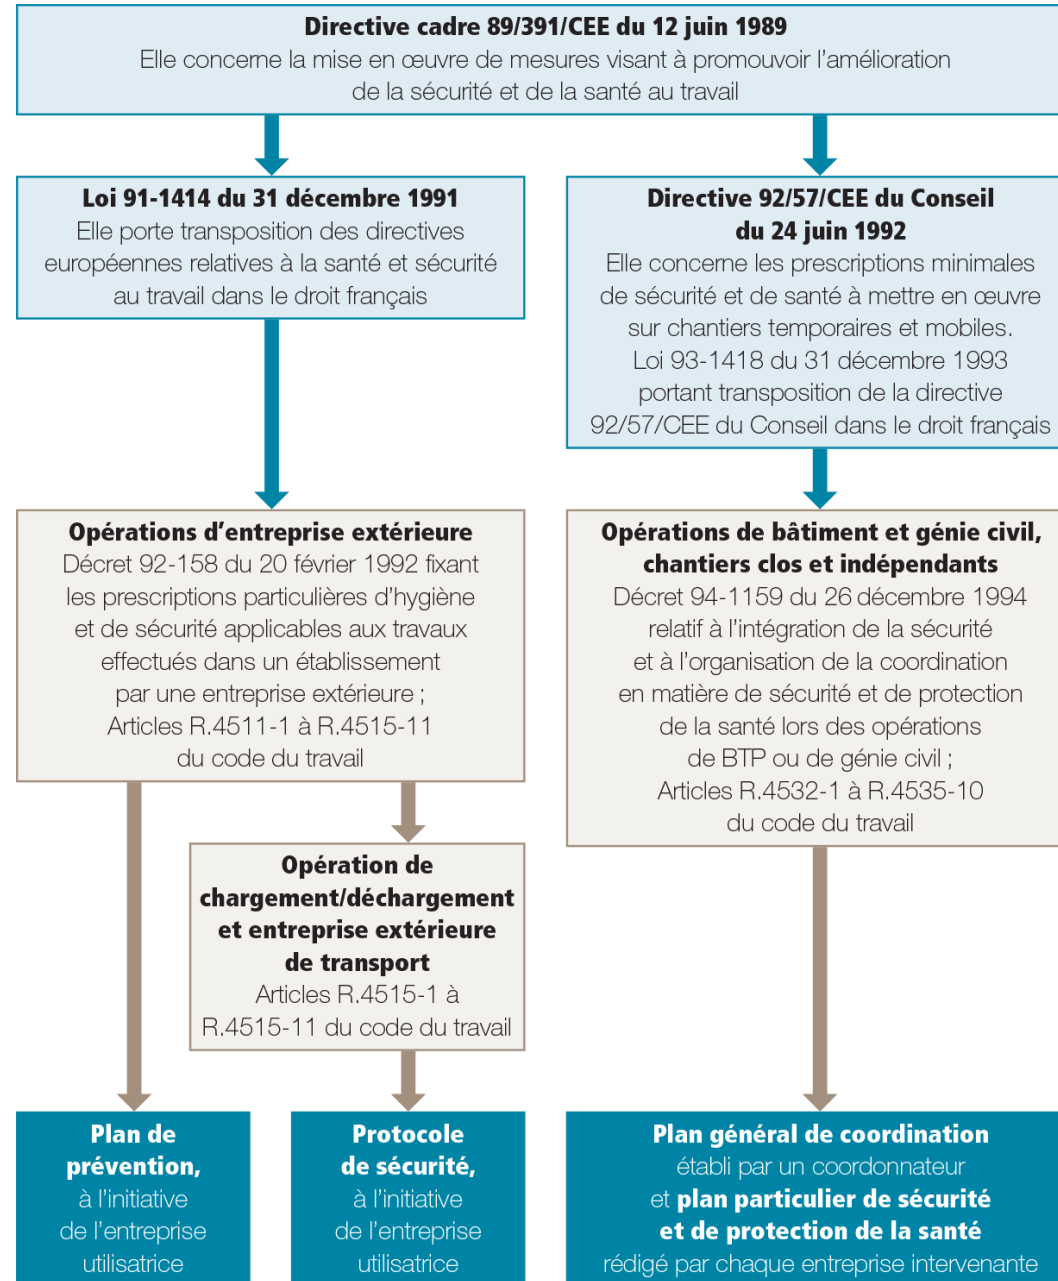 Directive cadre 89/391/CEE du 12 juin 1989
Elle concerne la mise en œuvre de mesures visant à promouvoir l'amélioration
de la sécurité et de la santé au travail
Loi 91-1414 du 31 décembre 1991
Elle porte transposition des directives
européennes relatives à la santé et sécurité
au travail dans le droit français
Directive 92/57/CEE du Conseil
du 24 juin 1992
Elle concerne les prescriptions minimales
de sécurité et de santé à mettre en œuvre
sur chantiers temporaires et mobiles.
Loi 93-1418 du 31 décembre 1993
portant transposition de la directive
92/57/CEE du Conseil dans le droit français
Opérations d'entreprise extérieure
Décret 92-158 du 20 février 1992 fixant
les prescriptions particulières d'hygiène
et de sécurité applicables aux travaux
effectués dans un établissement
par une entreprise extérieure ;
Articles R.4511-1 à R.4515-11
du code du travail
Opérations de bâtiment et génie civil,
chantiers clos et indépendants
Décret 94-1159 du 26 décembre 1994
relatif à l'intégration de la sécurité
et à l'organisation de la coordination
en matière de sécurité et de protection
de la santé lors des opérations
de BTP ou de génie civil ;
Articles R.4532-1 à R.4535-10
du code du travail
Opération de
chargement/déchargement
et entreprise extérieure
de transport
Articles R.4515-1 à
R.4515-11 du code du travail
Plan de
prévention,
à l'initiative
de l'entreprise
utilisatrice
Protocole
de sécurité,
à l'initiative
de l'entreprise
utilisatrice
Plan général de coordination
établi par un coordonnateur
et plan particulier de sécurité
et de protection de la santé
rédigé par chaque entreprise intervenante